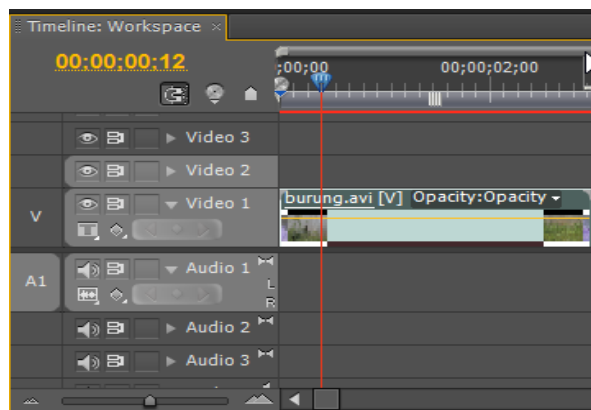 Timeline: Workspace ×
00:00:00:12
;00;00 00;00;02;00
Video 3
Video 2
V Video 1
burung.avi [V] Opacity:Opacity
A1 Audio 1
L
R
Audio 2
Audio 3